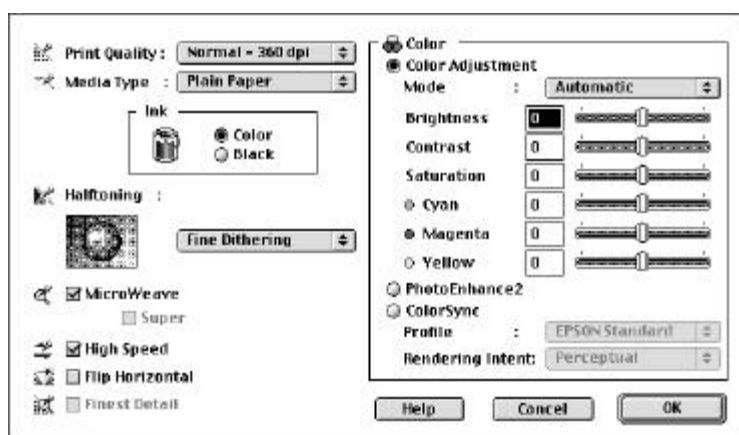 Print Quality : Normal - 360 dpi
Media Type : Plain Paper
Ink
Color
Black
Halftoning :
Fine Dithering
MicroWeave
Super
High Speed
Flip Horizontal
Finest Detail
Color
Color Adjustment
Mode : Automatic
Brightness 0
Contrast 0
Saturation 0
Cyan 0
Magenta 0
Yellow 0
PhotoEnhance2
ColorSync
Profile : EPSON Standard
Rendering Intent: Perceptual
Help Cancel OK